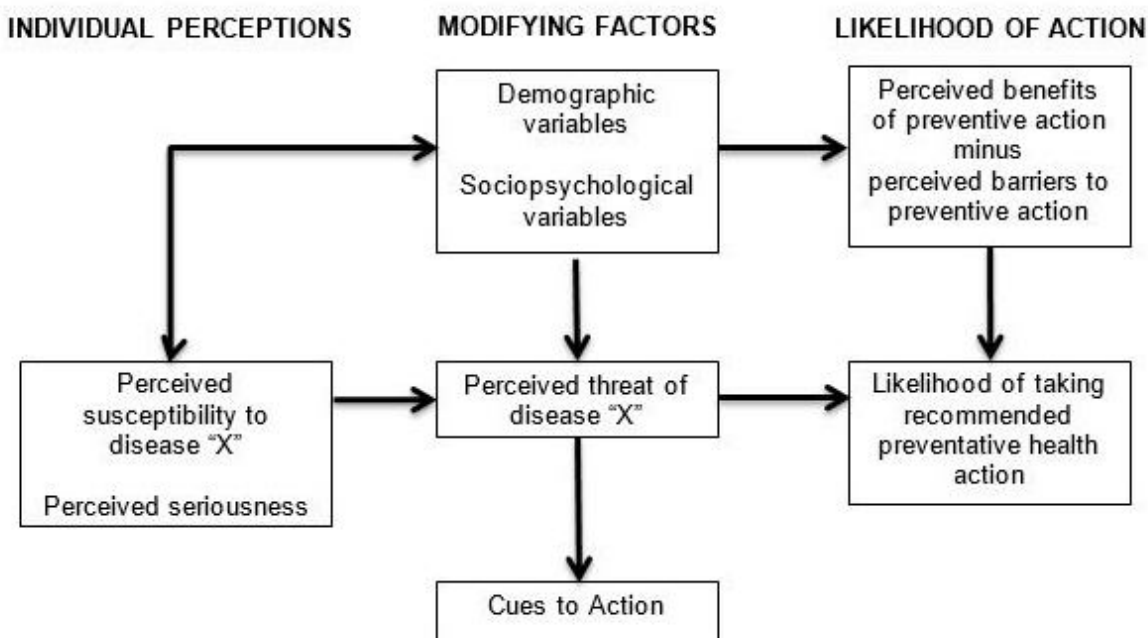 INDIVIDUAL PERCEPTIONS
MODIFYING FACTORS
LIKELIHOOD OF ACTION
Demographic
variables
Sociopsychological
variables
Perceived benefits
of preventive action
minus
perceived barriers to
preventive action
Perceived
susceptibility to
disease “X”
Perceived seriousness
Perceived threat of
disease “X”
Likelihood of taking
recommended
preventative health
action
Cues to Action